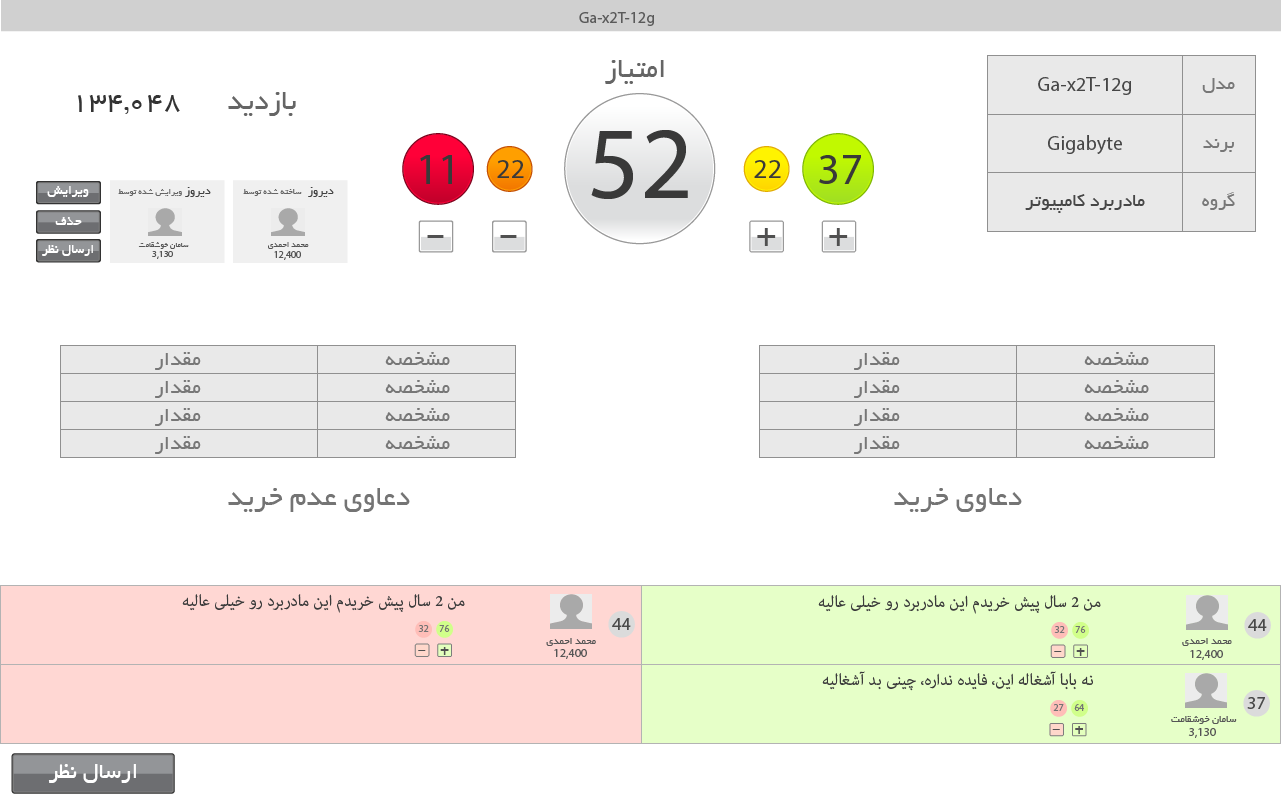 Ga-x2T-12g
مدل Ga-x2T-12g
برند Gigabyte
گروه مادربرد کامپیوتر
امتیاز
37 22 52 22 11
+ + − −
بازدید ۱۳۴,۰۴۸
دیروز ساخته شده توسط
محمد احمدی
12,400
دیروز ویرایش شده توسط
سامان خوشقامت
3,130
ویرایش
حذف
ارسال نظر
مشخصه مقدار
مشخصه مقدار
مشخصه مقدار
مشخصه مقدار
مشخصه مقدار
مشخصه مقدار
مشخصه مقدار
مشخصه مقدار
دعاوی خرید
دعاوی عدم خرید
44
محمد احمدی
12,400
من 2 سال پیش خریدم این مادربرد رو خیلی عالیه
76 32
+ −
37
سامان خوشقامت
3,130
نه بابا آشغاله این، فایده نداره، چینی بد آشغالیه
64 27
+ −
44
محمد احمدی
12,400
من 2 سال پیش خریدم این مادربرد رو خیلی عالیه
76 32
+ −
ارسال نظر